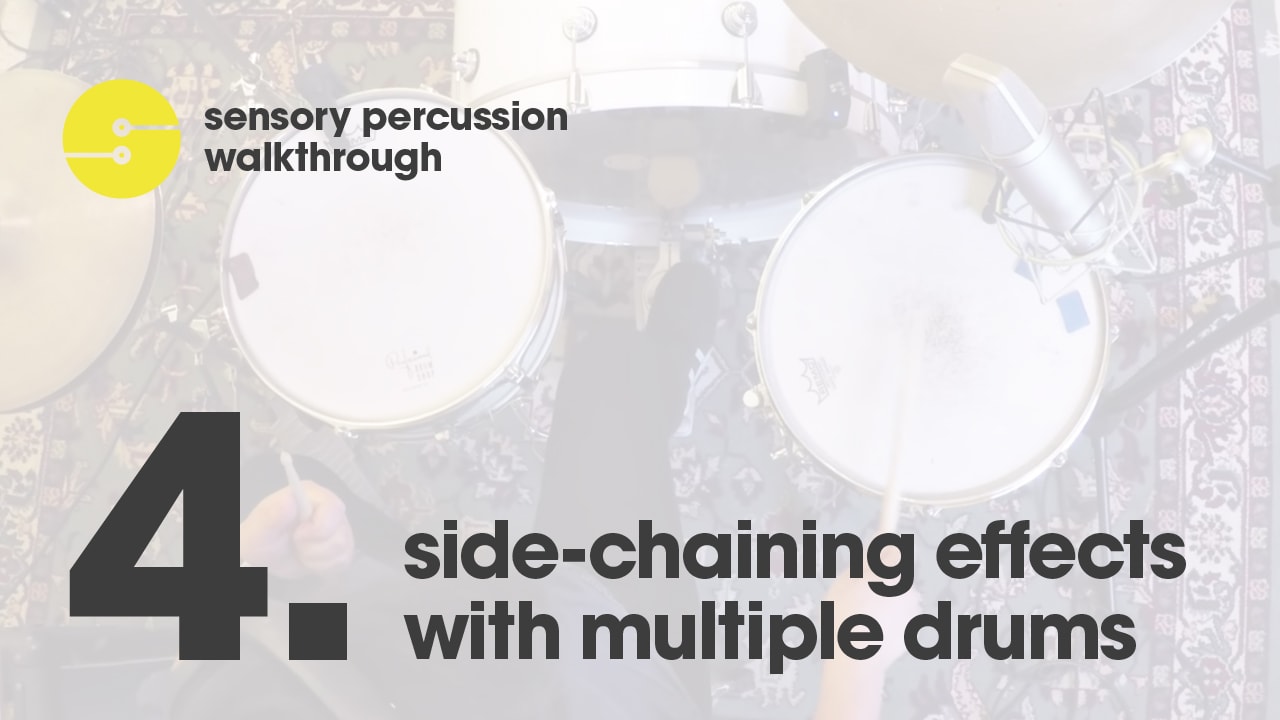 sensory percussion
walkthrough
4.
side-chaining effects
with multiple drums